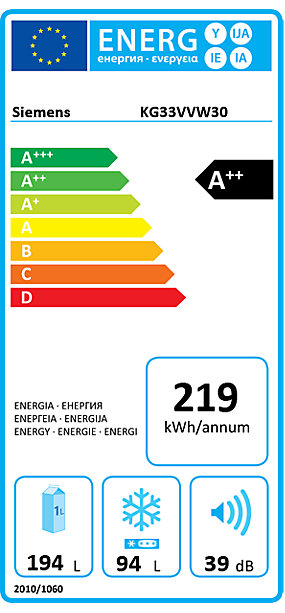 ENERG Y IJA IE IA
енергия · ενεργεια
Siemens KG33VVW30
A+++
A++
A++
A+
A
B
C
D
219
kWh/annum
ENERGIA · ЕНЕРГИЯ
ΕΝΕΡΓΕΙΑ · ENERGIJA
ENERGY · ENERGIE · ENERGI
1L
194 L
94 L
39 dB
2010/1060